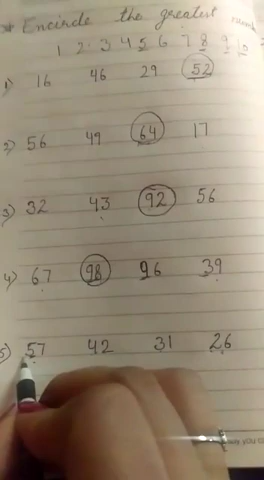 * Encircle the greatest
1 2 3 4 5 6 7 8 9 10
1) 16 46 29 52
2) 56 49 64 17
3) 32 43 92 56
4) 67 98 96 39
5) 57 42 31 26